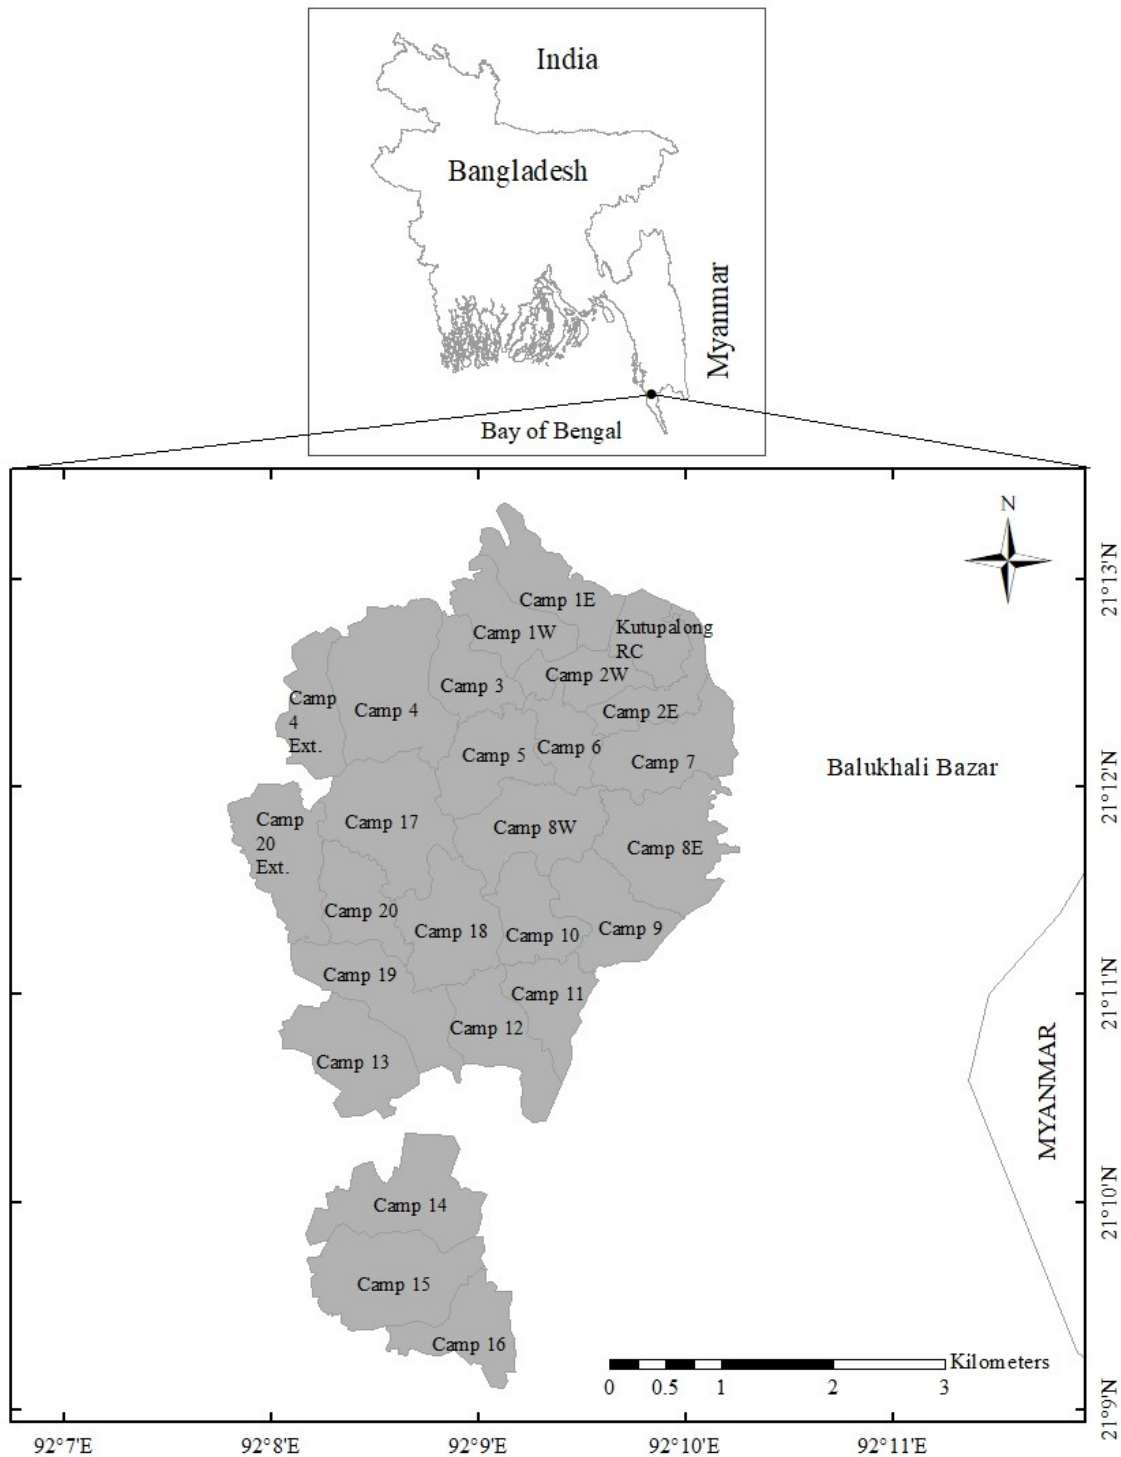 India
Bangladesh
Myanmar
Bay of Bengal
N
Camp 1E
Camp 1W
Kutupalong
RC
Camp 2W
Camp 3
Camp
4
Ext.
Camp 4
Camp 2E
Camp 5
Camp 6
Camp 7
Balukhali Bazar
Camp
20
Ext.
Camp 17
Camp 8W
Camp 8E
Camp 20
Camp 18
Camp 10
Camp 9
Camp 19
Camp 11
Camp 12
Camp 13
MYANMAR
Camp 14
Camp 15
Camp 16
Kilometers
0 0.5 1 2 3
21°13'N
21°12'N
21°11'N
21°10'N
21°9'N
92°7'E 92°8'E 92°9'E 92°10'E 92°11'E